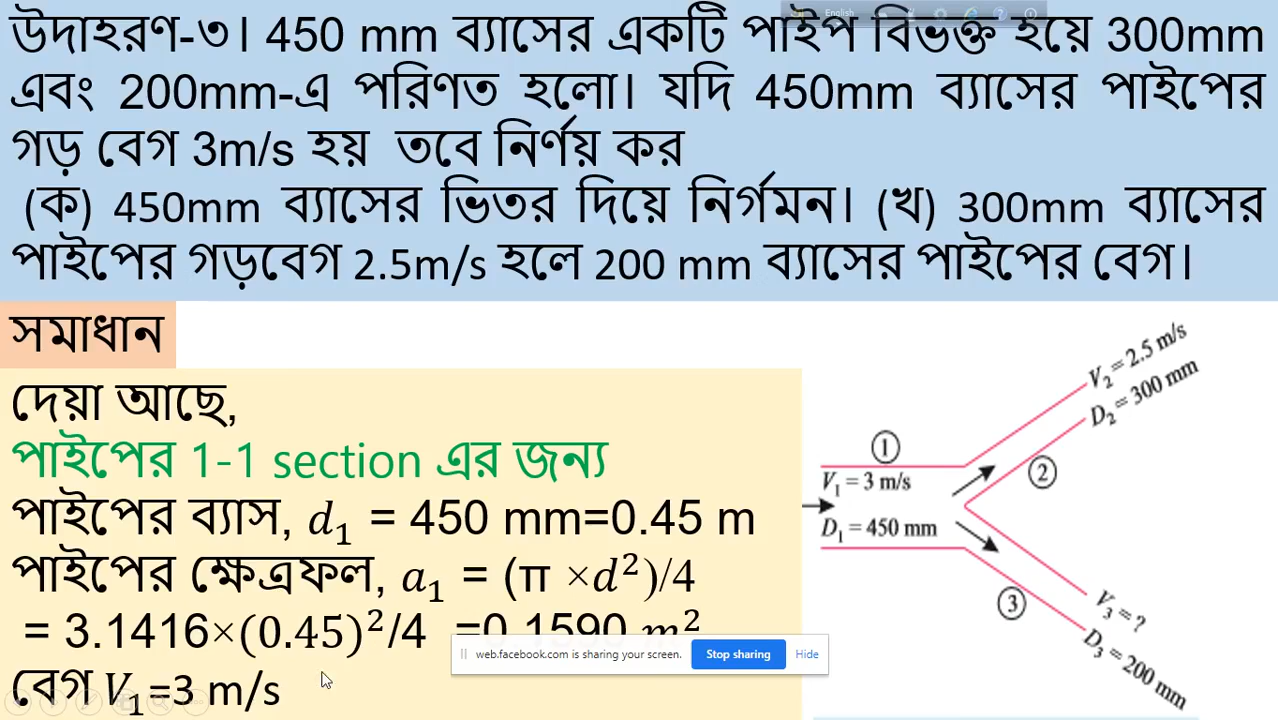 English
উদাহরণ-৩। 450 mm ব্যাসের একটি পাইপ বিভক্ত হয়ে 300mm
এবং 200mm-এ পরিণত হলো। যদি 450mm ব্যাসের পাইপের
গড় বেগ 3m/s হয় তবে নির্ণয় কর
(ক) 450mm ব্যাসের ভিতর দিয়ে নির্গমন। (খ) 300mm ব্যাসের
পাইপের গড়বেগ 2.5m/s হলে 200 mm ব্যাসের পাইপের বেগ।
সমাধান
দেয়া আছে,
পাইপের 1-1 section এর জন্য
পাইপের ব্যাস, d₁ = 450 mm=0.45 m
পাইপের ক্ষেত্রফল, a₁ = (π ×d²)/4
= 3.1416×(0.45)²/4 =0.1590 m²
বেগ V₁=3 m/s
web.facebook.com is sharing your screen. Stop sharing Hide
V₂ = 2.5 m/s
D₂ = 300 mm
①
V₁ = 3 m/s
②
D₁ = 450 mm
③
V₃ = ?
D₃ = 200 mm